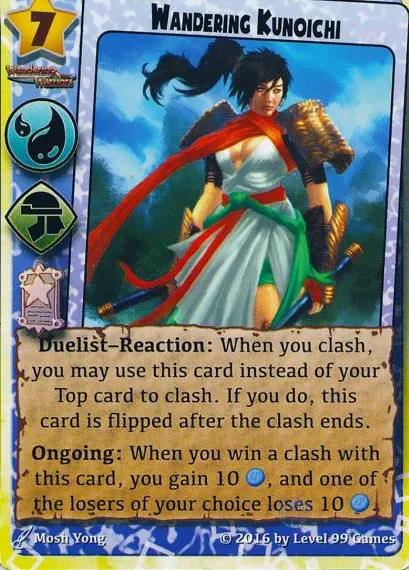 WANDERING KUNOICHI
7
Wandering Warriors
Duelist–Reaction: When you clash,
you may use this card instead of your
Top card to clash. If you do, this
card is flipped after the clash ends.
Ongoing: When you win a clash with
this card, you gain 10 , and one of
the losers of your choice loses 10 .
Mosh Yong
© 2016 by Level 99 Games